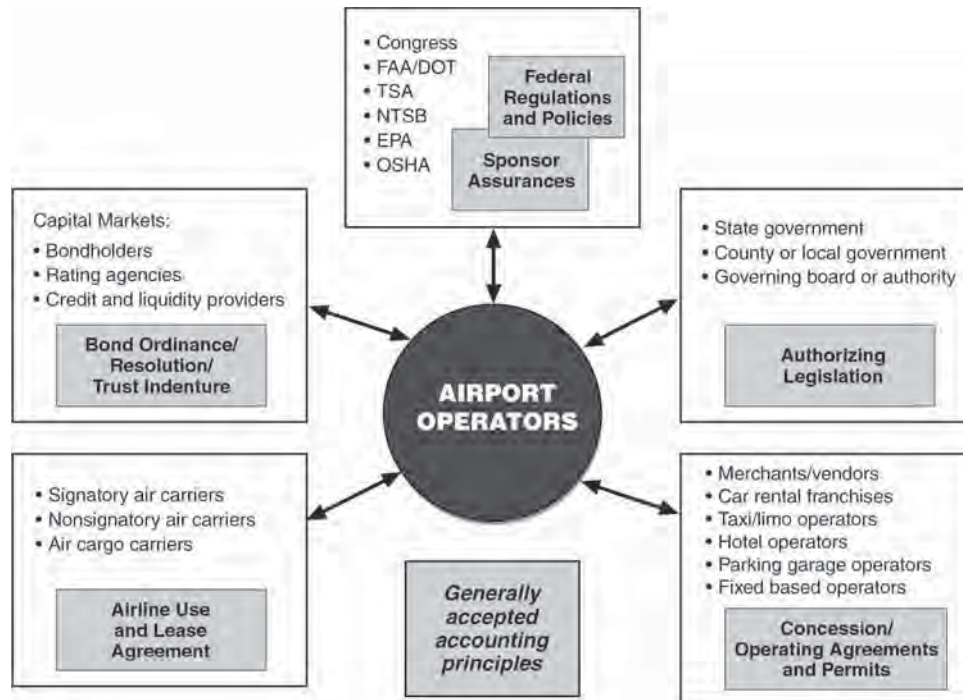 • Congress
• FAA/DOT
• TSA
• NTSB
• EPA
• OSHA
Federal
Regulations
and Policies
Sponsor
Assurances
Capital Markets:
• Bondholders
• Rating agencies
• Credit and liquidity providers
Bond Ordinance/
Resolution/
Trust Indenture
• State government
• County or local government
• Governing board or authority
Authorizing
Legislation
AIRPORT
OPERATORS
• Signatory air carriers
• Nonsignatory air carriers
• Air cargo carriers
Airline Use
and Lease
Agreement
Generally
accepted
accounting
principles
• Merchants/vendors
• Car rental franchises
• Taxi/limo operators
• Hotel operators
• Parking garage operators
• Fixed based operators
Concession/
Operating Agreements
and Permits